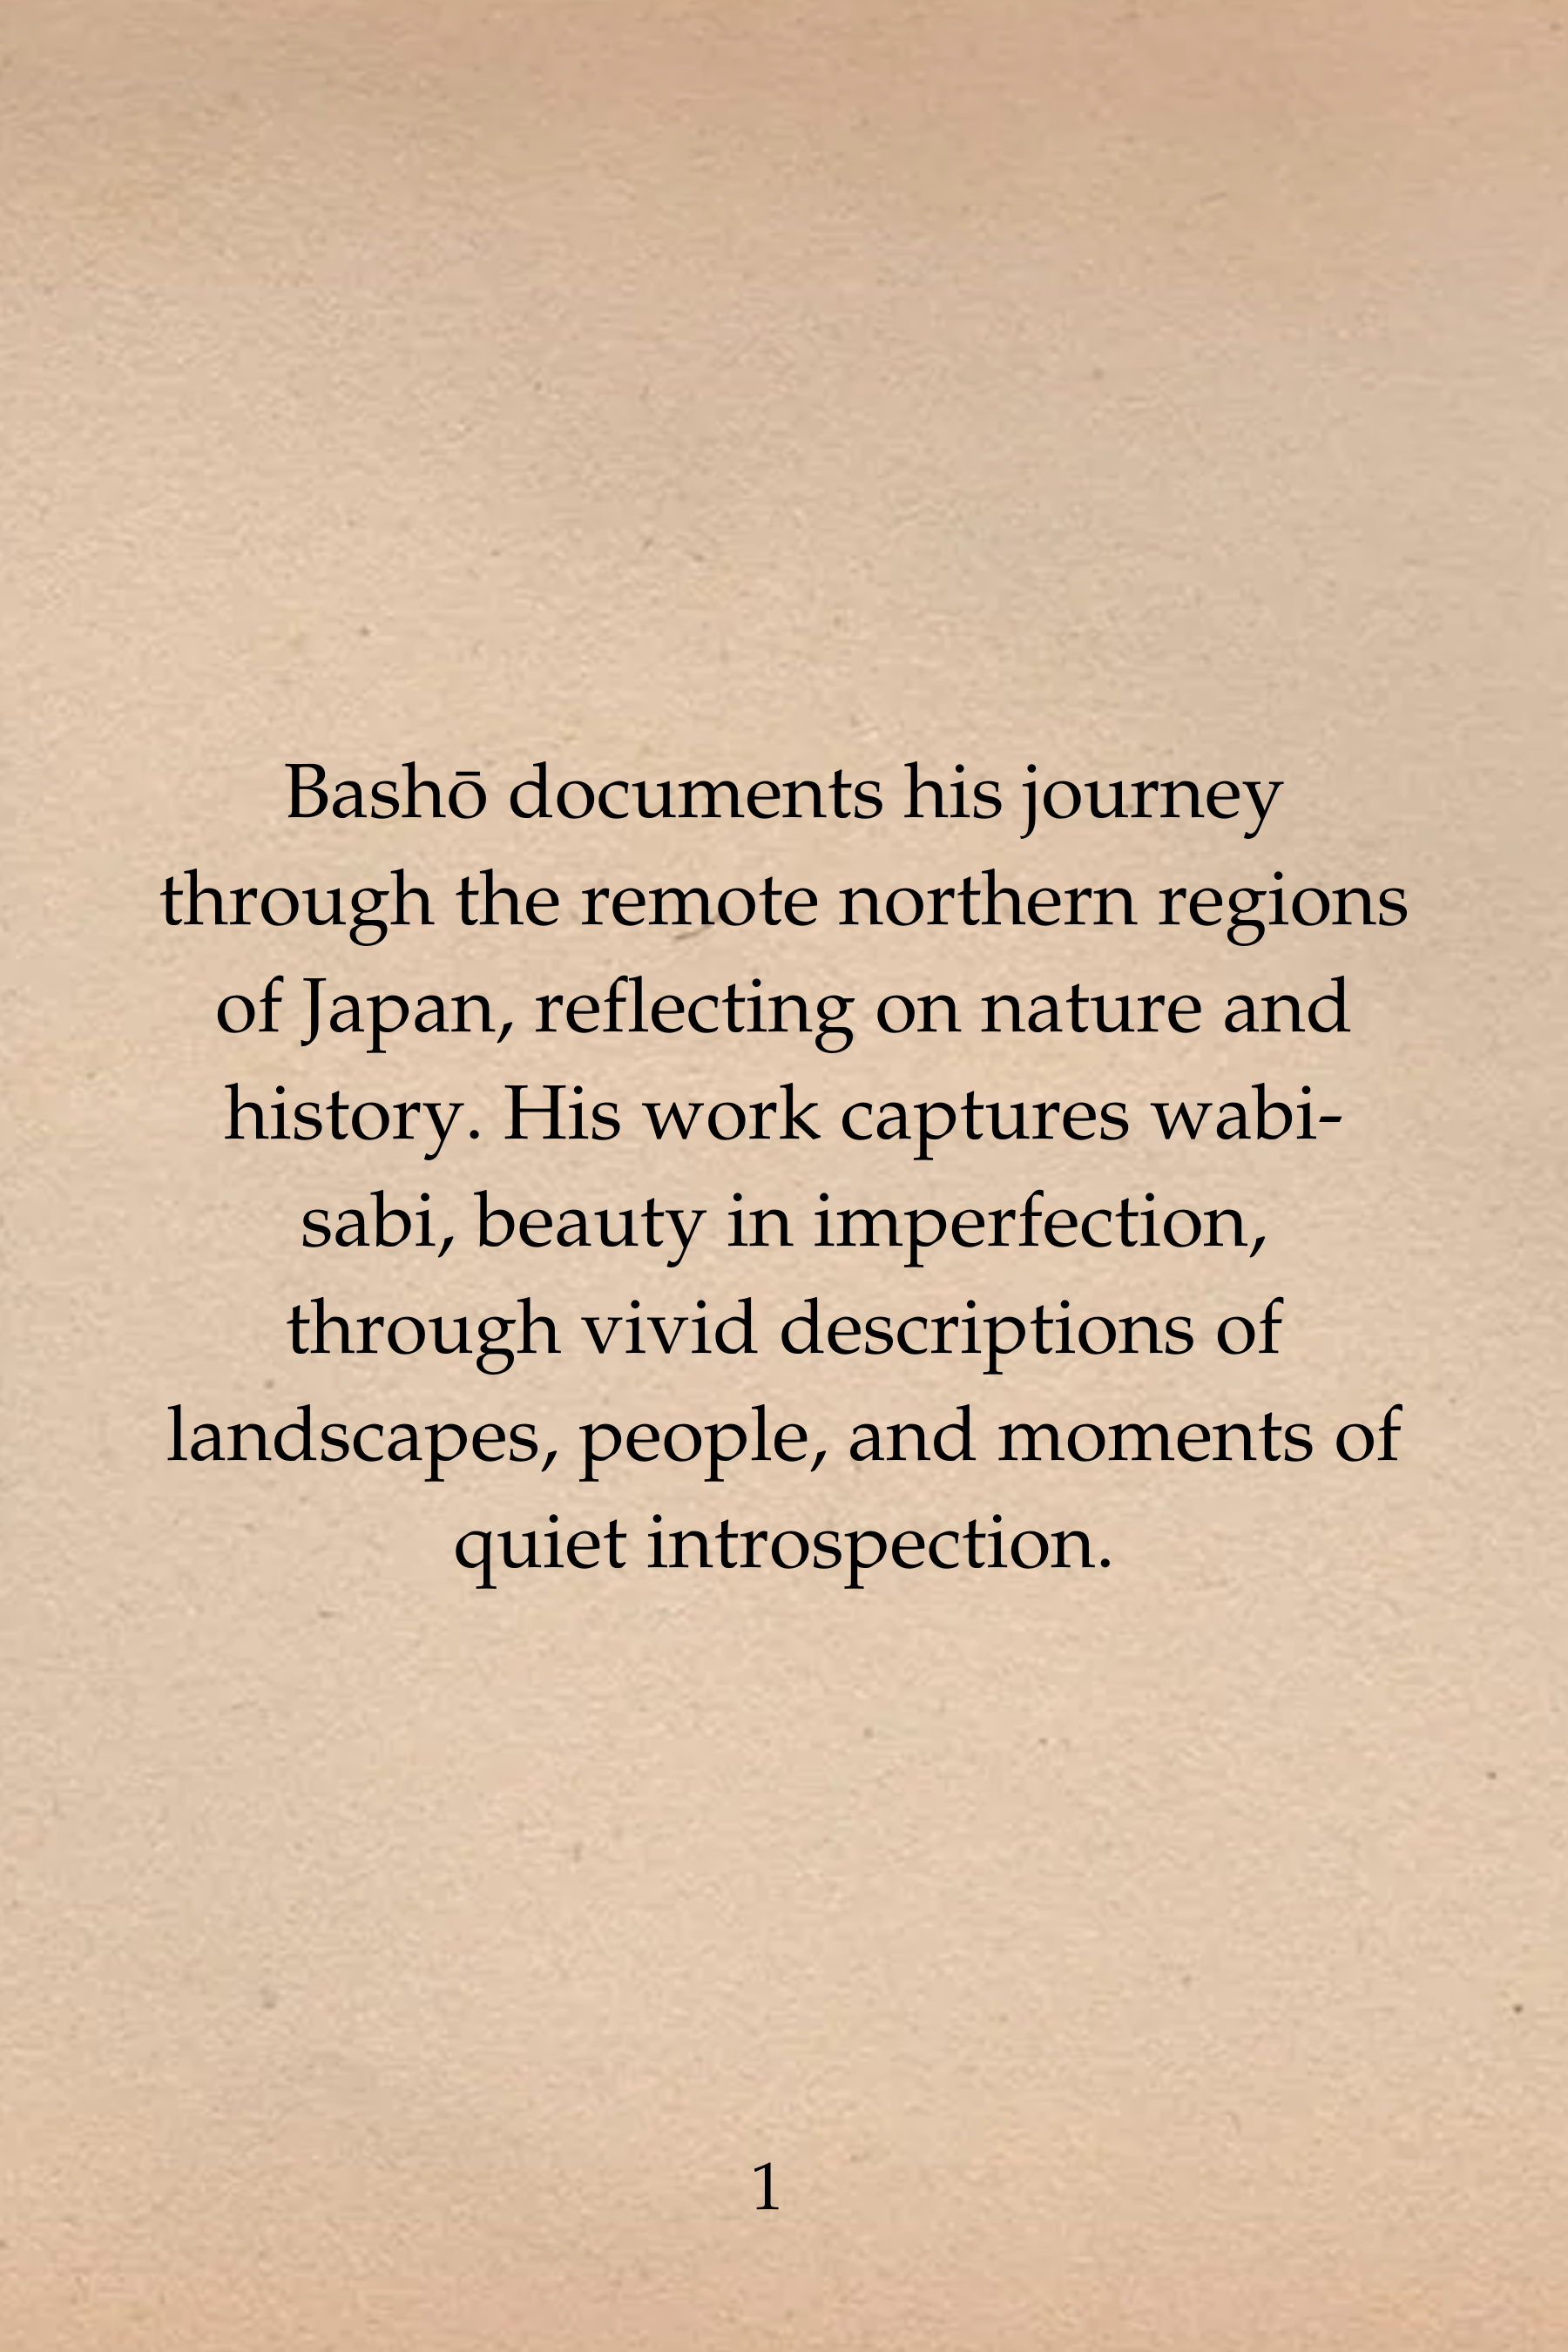 Bashō documents his journey
through the remote northern regions
of Japan, reflecting on nature and
history. His work captures wabi-
sabi, beauty in imperfection,
through vivid descriptions of
landscapes, people, and moments of
quiet introspection.
1